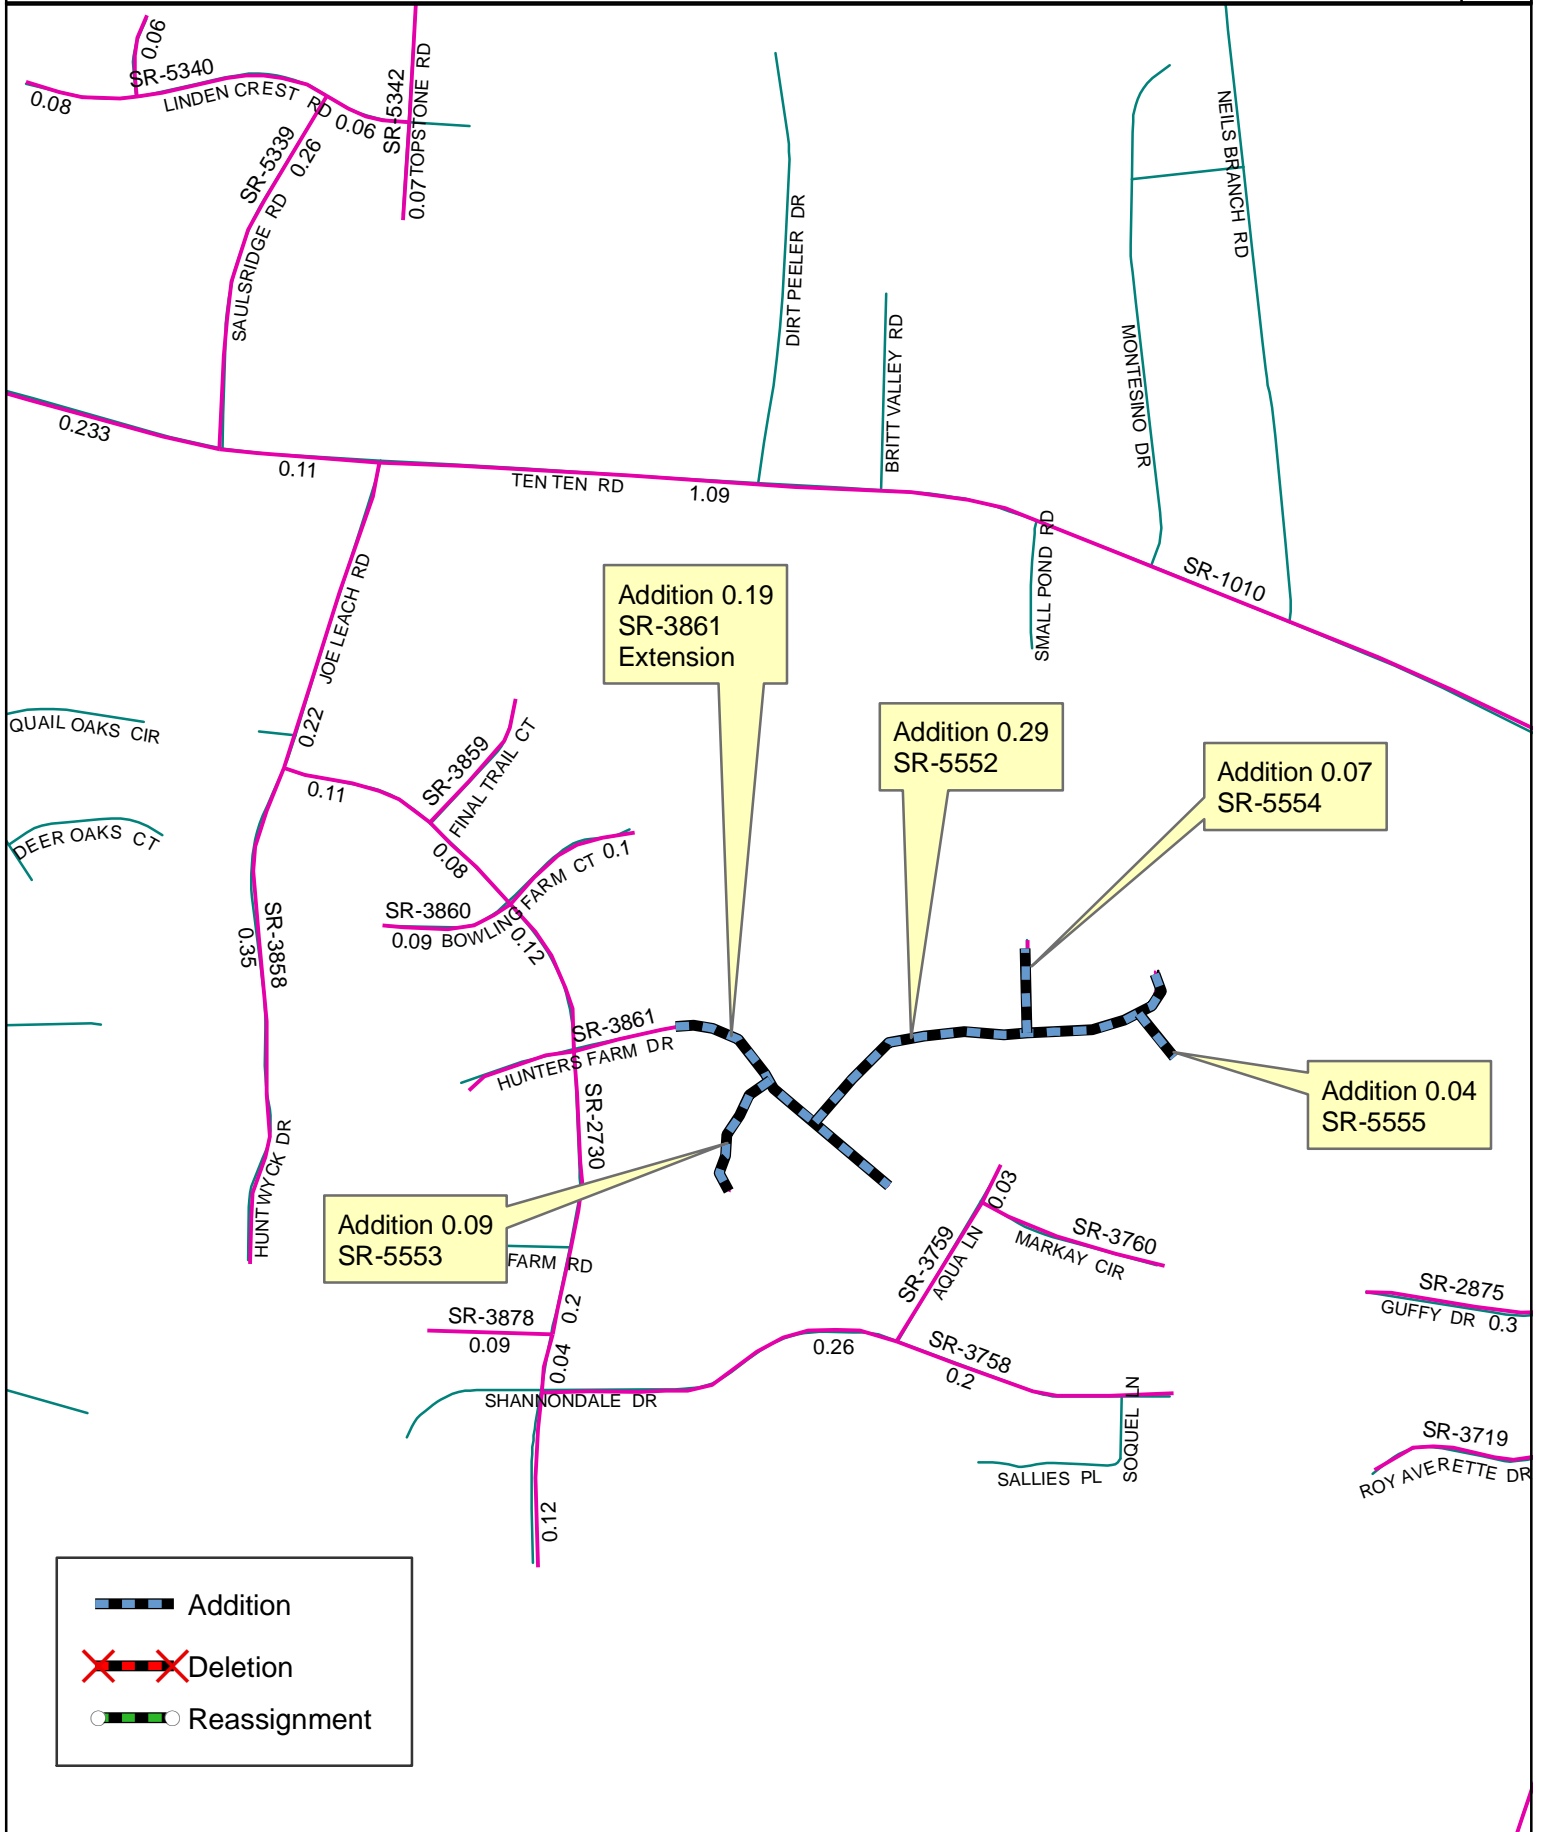 0.06
SR-5340
0.08
LINDEN CREST RD
0.06
SR-5342
TOPSTONE RD
0.07
SR-5339
0.26
SAULSRIDGE RD
DIRT PEELER DR
BRITT VALLEY RD
NEILS BRANCH RD
MONTESINO DR
0.233
0.11
TEN TEN RD
1.09
SMALL POND RD
SR-1010
JOE LEACH RD
0.22
Addition 0.19
SR-3861
Extension
Addition 0.29
SR-5552
Addition 0.07
SR-5554
QUAIL OAKS CIR
DEER OAKS CT
0.11
SR-3859
FINAL TRAIL CT
0.08
SR-3860
0.09
BOWLING FARM CT
0.1
0.12
SR-3858
0.35
SR-3861
HUNTERS FARM DR
SR-2730
HUNTWYCK DR
Addition 0.04
SR-5555
Addition 0.09
SR-5553
FARM RD
0.2
SR-3878
0.09
0.04
SHANNONDALE DR
0.12
0.03
SR-3759
AQUA LN
SR-3760
MARKAY CIR
0.26
SR-3758
0.2
SOQUEL LN
SALLIES PL
SR-2875
GUFFY DR
0.3
SR-3719
ROY AVERETTE DR
Addition
Deletion
Reassignment